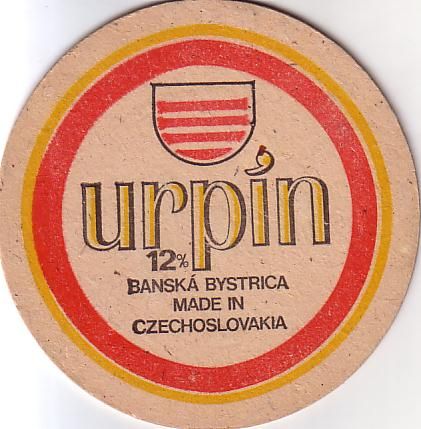 urpín
12%
BANSKÁ BYSTRICA
MADE IN
CZECHOSLOVAKIA